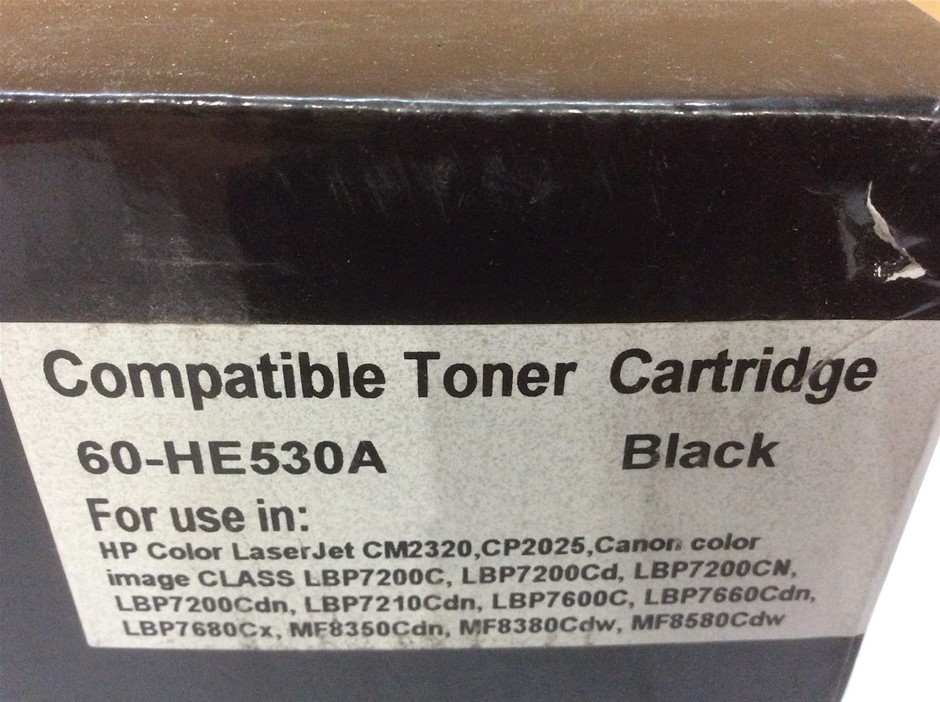 Compatible Toner Cartridge
60-HE530A Black
For use in:
HP Color LaserJet CM2320,CP2025,Canon color
image CLASS LBP7200C, LBP7200Cd, LBP7200CN,
LBP7200Cdn, LBP7210Cdn, LBP7600C, LBP7660Cdn,
LBP7680Cx, MF8350Cdn, MF8380Cdw, MF8580Cdw